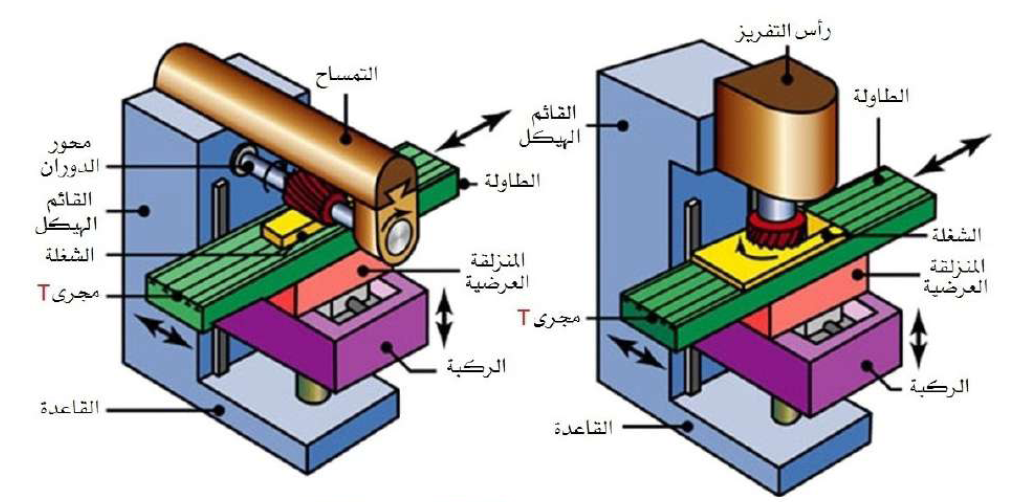 التمساح
محور
الدوران
القائم
الهيكل
الشغلة
مجرى T
القاعدة
الطاولة
المنزلقة
العرضية
الركبة
رأس التفريز
القائم
الهيكل
الطاولة
الشغلة
المنزلقة
العرضية
مجرى T
الركبة
القاعدة